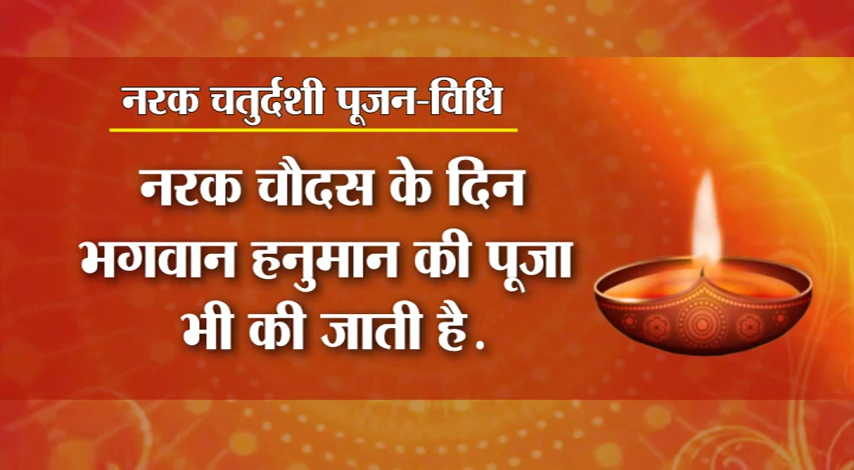 नरक चतुर्दशी पूजन-विधि
नरक चौदस के दिन
भगवान हनुमान की पूजा
भी की जाती है.